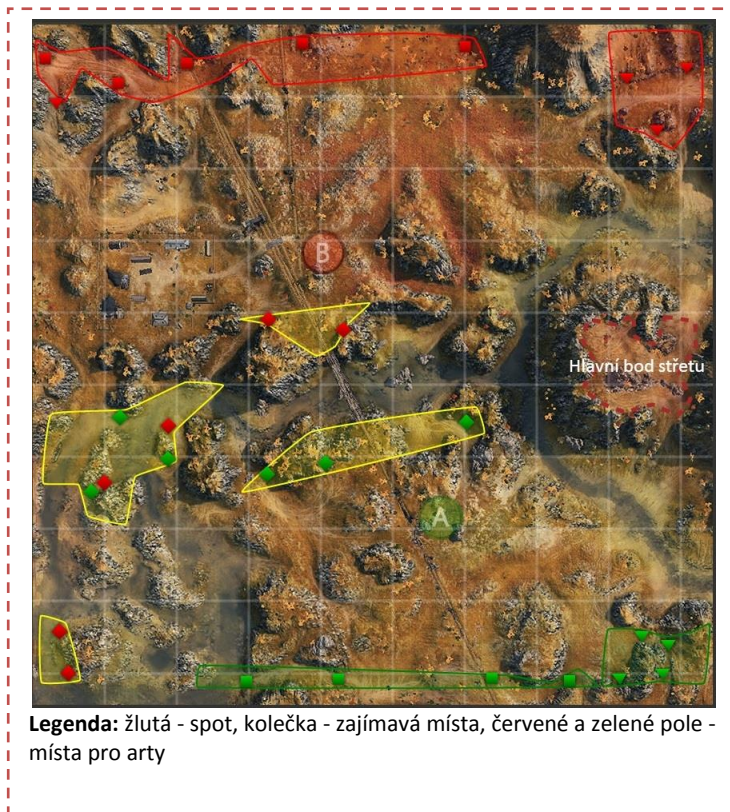 B
Hlavní bod střetu
A
Legenda: žlutá - spot, kolečka - zajímavá místa, červené a zelené pole -
místa pro arty